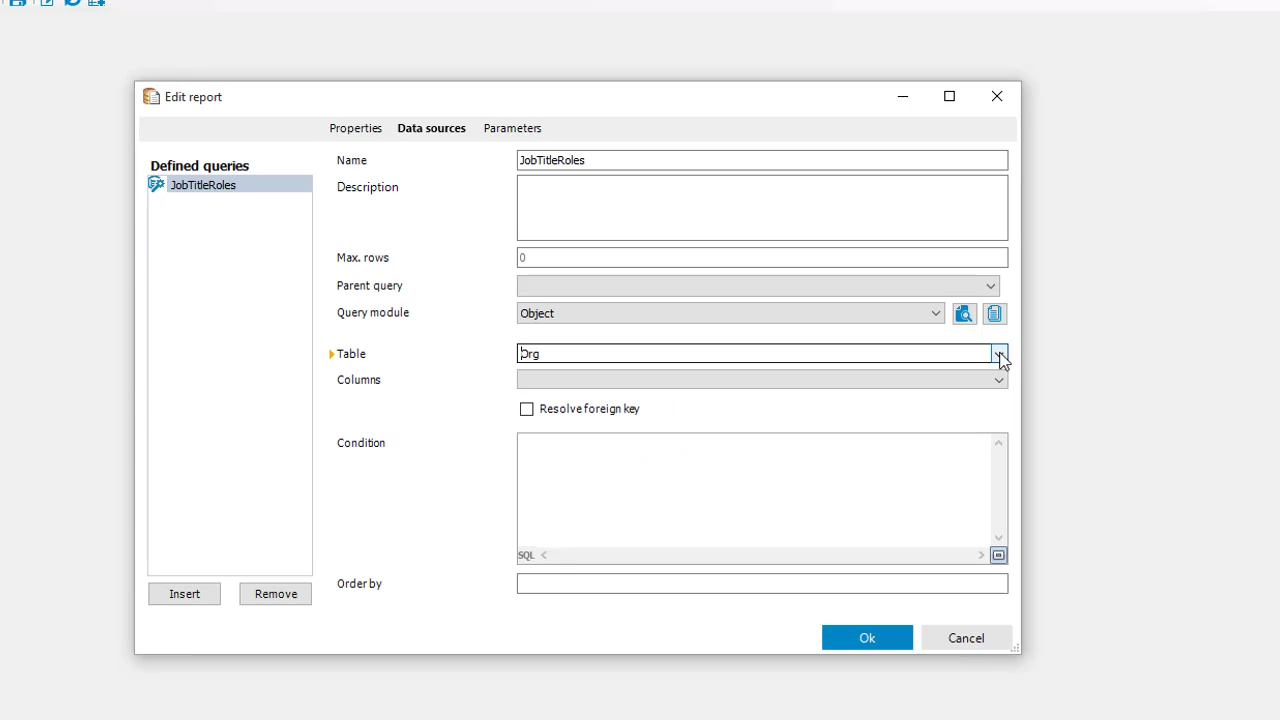 Edit report
Properties Data sources Parameters
Defined queries
JobTitleRoles
Name
JobTitleRoles
Description
Max. rows
0
Parent query
Query module
Object
Table
Org
Columns
Resolve foreign key
Condition
SQL
Order by
Insert
Remove
Ok
Cancel